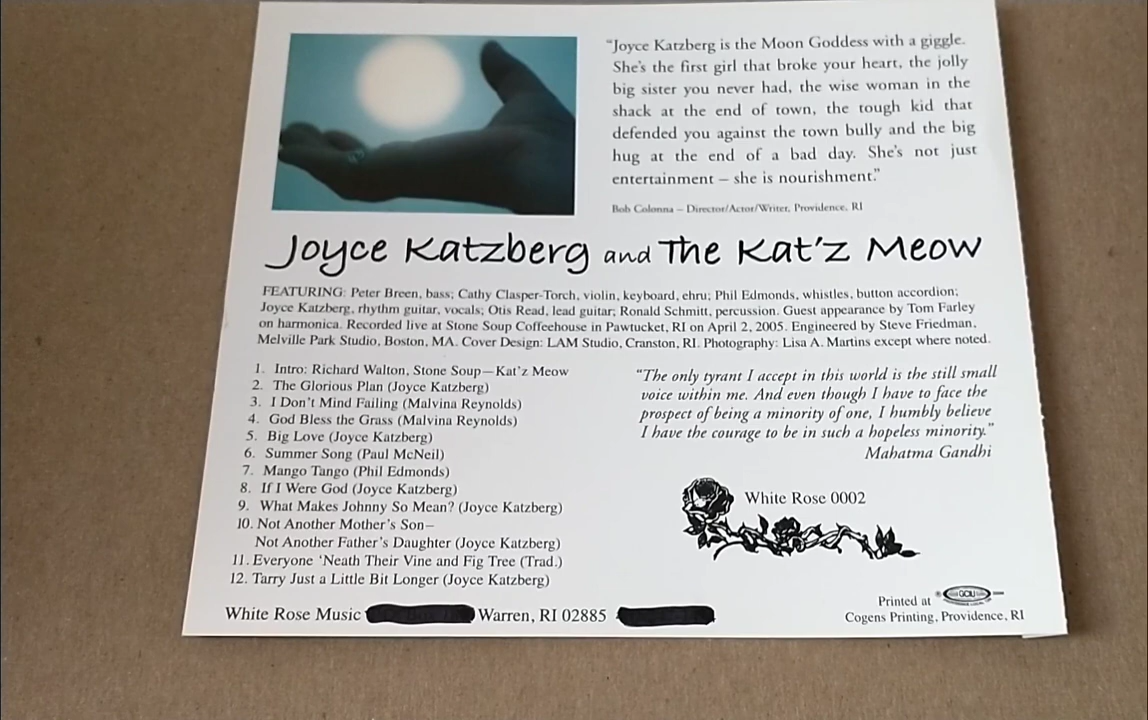 "Joyce Katzberg is the Moon Goddess with a giggle.
She's the first girl that broke your heart, the jolly
big sister you never had, the wise woman in the
shack at the end of town, the tough kid that
defended you against the town bully and the big
hug at the end of a bad day. She's not just
entertainment – she is nourishment."
Bob Colonna – Director/Actor/Writer, Providence, RI
Joyce Katzberg and The Kat'z Meow
FEATURING: Peter Breen, bass; Cathy Clasper-Torch, violin, keyboard, ehru; Phil Edmonds, whistles, button accordion;
Joyce Katzberg, rhythm guitar, vocals; Otis Read, lead guitar; Ronald Schmitt, percussion. Guest appearance by Tom Farley
on harmonica. Recorded live at Stone Soup Coffeehouse in Pawtucket, RI on April 2, 2005. Engineered by Steve Friedman,
Melville Park Studio, Boston, MA. Cover Design: LAM Studio, Cranston, RI. Photography: Lisa A. Martins except where noted.
1. Intro: Richard Walton, Stone Soup—Kat'z Meow
2. The Glorious Plan (Joyce Katzberg)
3. I Don't Mind Failing (Malvina Reynolds)
4. God Bless the Grass (Malvina Reynolds)
5. Big Love (Joyce Katzberg)
6. Summer Song (Paul McNeil)
7. Mango Tango (Phil Edmonds)
8. If I Were God (Joyce Katzberg)
9. What Makes Johnny So Mean? (Joyce Katzberg)
10. Not Another Mother's Son–
Not Another Father's Daughter (Joyce Katzberg)
11. Everyone 'Neath Their Vine and Fig Tree (Trad.)
12. Tarry Just a Little Bit Longer (Joyce Katzberg)
"The only tyrant I accept in this world is the still small
voice within me. And even though I have to face the
prospect of being a minority of one, I humbly believe
I have the courage to be in such a hopeless minority."
Mahatma Gandhi
White Rose 0002
White Rose Music Warren, RI 02885
Printed at GCIU
Cogens Printing, Providence, RI